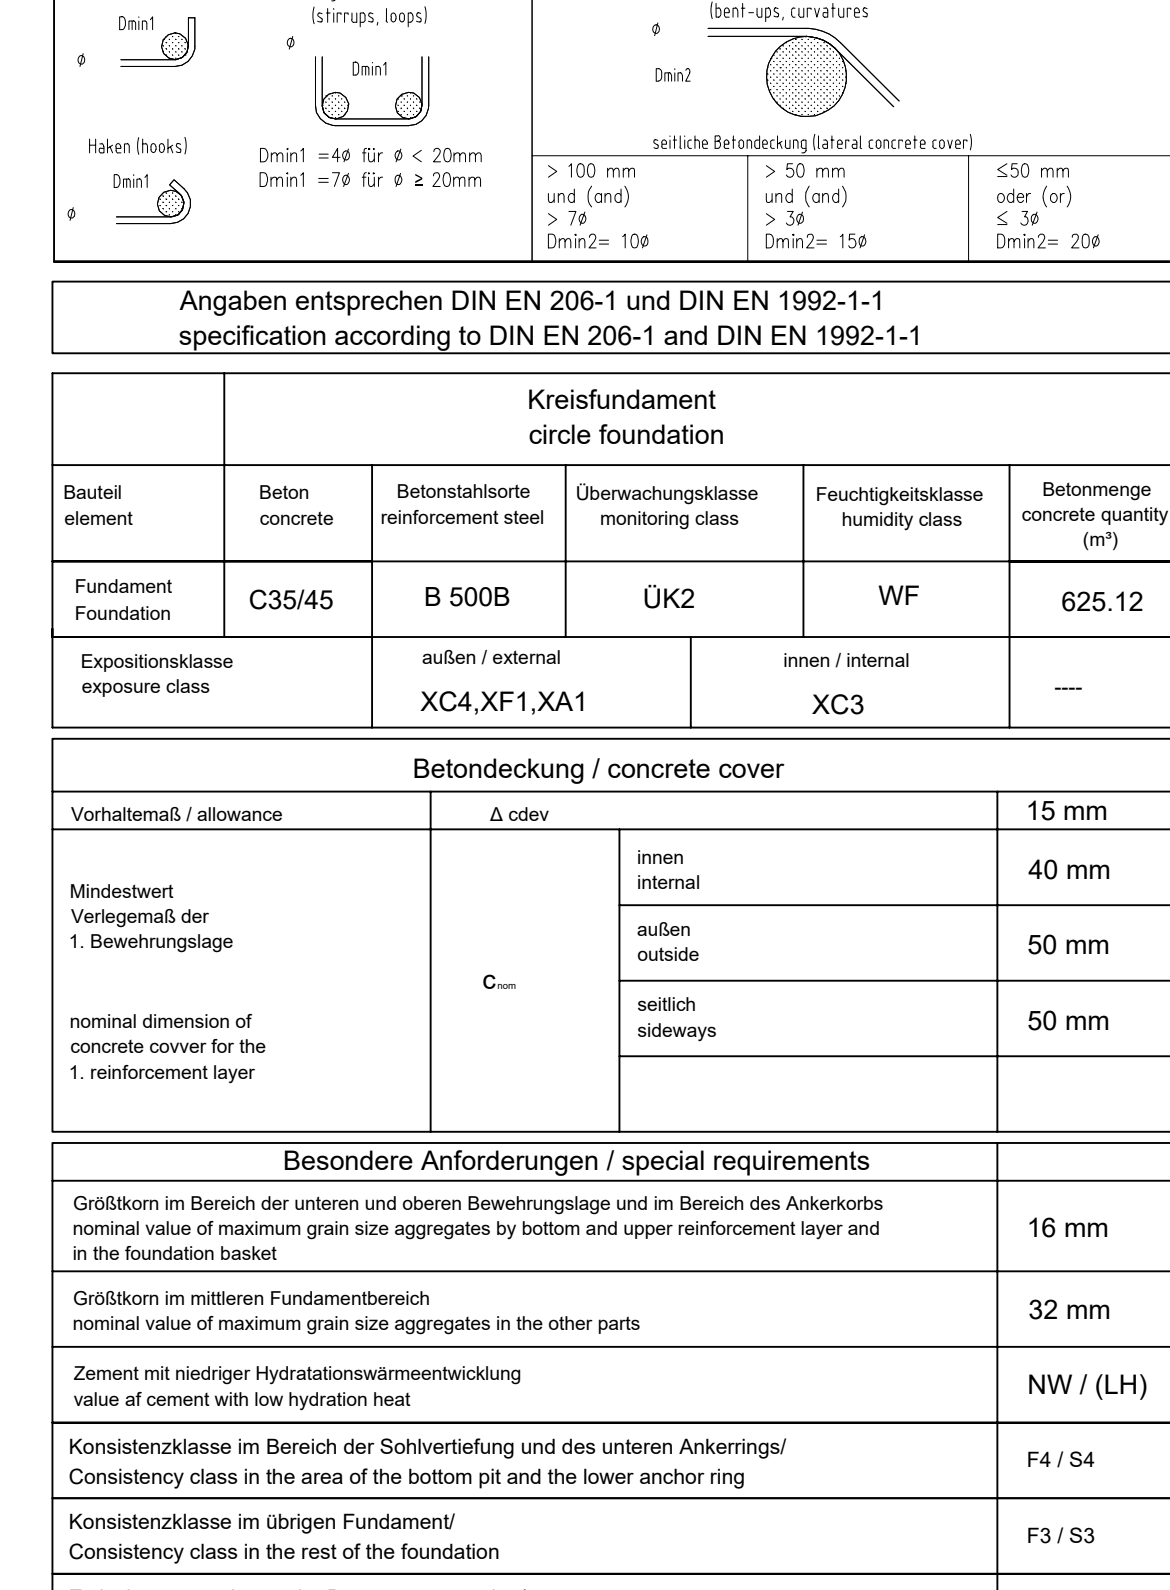 Dmin1
ø
(stirrups, loops)
ø
Dmin1
Haken (hooks)
Dmin1
ø
Dmin1 =4ø für ø < 20mm
Dmin1 =7ø für ø ≥ 20mm
(bent-ups, curvatures
ø
Dmin2
seitliche Betondeckung (lateral concrete cover)
> 100 mm
und (and)
> 7ø
Dmin2= 10ø
> 50 mm
und (and)
> 3ø
Dmin2= 15ø
≤50 mm
oder (or)
≤ 3ø
Dmin2= 20ø
Angaben entsprechen DIN EN 206-1 und DIN EN 1992-1-1
specification according to DIN EN 206-1 and DIN EN 1992-1-1
Kreisfundament
circle foundation
Bauteil
element
Beton
concrete
Betonstahlsorte
reinforcement steel
Überwachungsklasse
monitoring class
Feuchtigkeitsklasse
humidity class
Betonmenge
concrete quantity
(m³)
Fundament
Foundation
C35/45
B 500B
ÜK2
WF
625.12
Expositionsklasse
exposure class
außen / external
XC4,XF1,XA1
innen / internal
XC3
----
Betondeckung / concrete cover
Vorhaltemaß / allowance
Δ cdev
15 mm
Mindestwert
Verlegemaß der
1. Bewehrungslage
nominal dimension of
concrete covver for the
1. reinforcement layer
Cnom
innen
internal
40 mm
außen
outside
50 mm
seitlich
sideways
50 mm
Besondere Anforderungen / special requirements
Größtkorn im Bereich der unteren und oberen Bewehrungslage und im Bereich des Ankerkorbs
nominal value of maximum grain size aggregates by bottom and upper reinforcement layer and
in the foundation basket
16 mm
Größtkorn im mittleren Fundamentbereich
nominal value of maximum grain size aggregates in the other parts
32 mm
Zement mit niedriger Hydratationswärmeentwicklung
value af cement with low hydration heat
NW / (LH)
Konsistenzklasse im Bereich der Sohlvertiefung und des unteren Ankerrings/
Consistency class in the area of the bottom pit and the lower anchor ring
F4 / S4
Konsistenzklasse im übrigen Fundament/
Consistency class in the rest of the foundation
F3 / S3